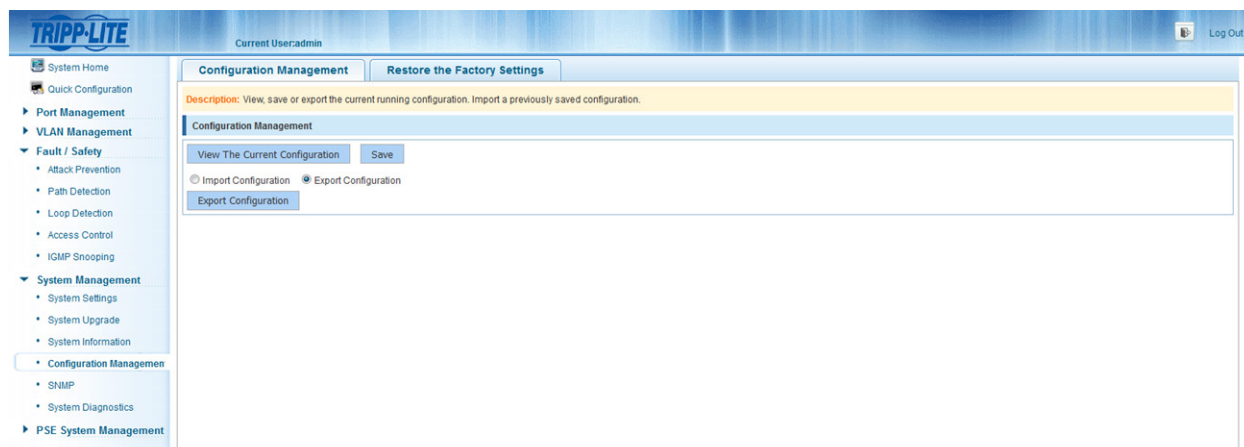 TRIPP·LITE
Current User:admin
Log Out
System Home
Quick Configuration
Port Management
VLAN Management
Fault / Safety
Attack Prevention
Path Detection
Loop Detection
Access Control
IGMP Snooping
System Management
System Settings
System Upgrade
System Information
Configuration Managemen
SNMP
System Diagnostics
PSE System Management
Configuration Management
Restore the Factory Settings
Description: View, save or export the current running configuration. Import a previously saved configuration.
Configuration Management
View The Current Configuration
Save
Import Configuration
Export Configuration
Export Configuration